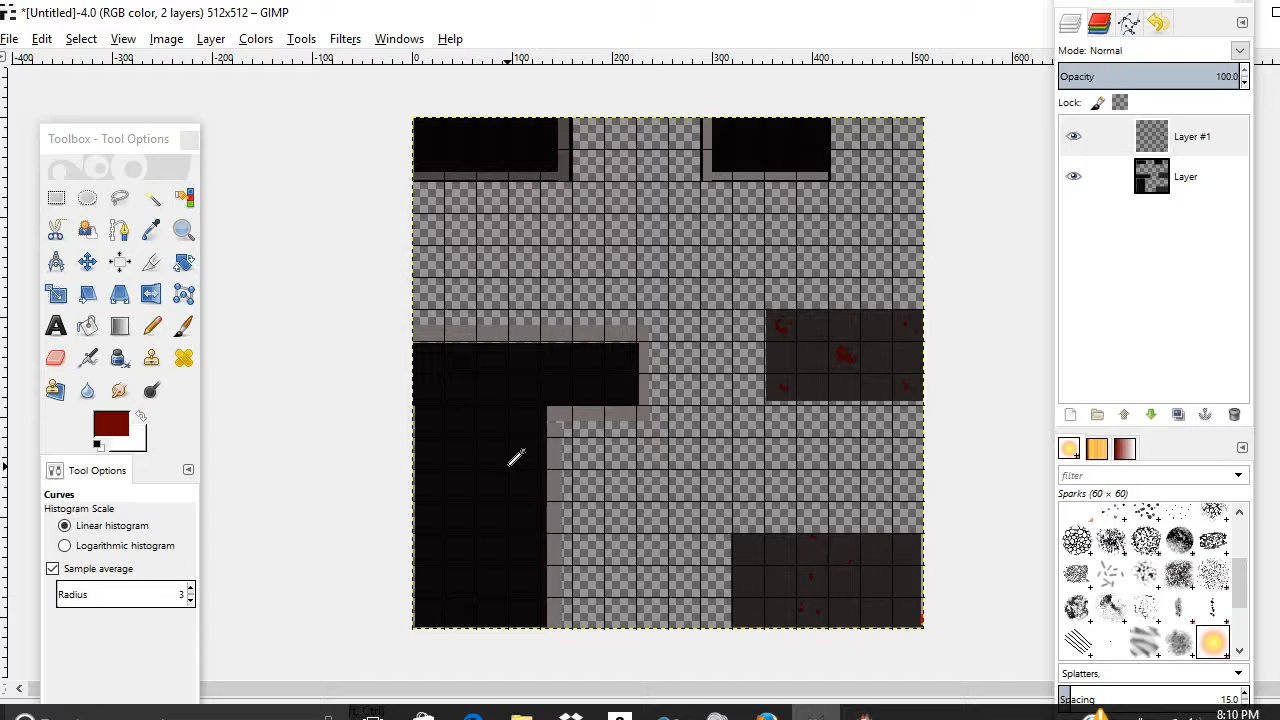 *[Untitled]-4.0 (RGB color, 2 layers) 512x512 – GIMP
File Edit Select View Image Layer Colors Tools Filters Windows Help
-400 -300 -200 -100 0 100 200 300 400 500 600
Toolbox - Tool Options
Tool Options
Curves
Histogram Scale
Linear histogram
Logarithmic histogram
Sample average
Radius 3
Mode: Normal
Opacity 100.0
Lock:
Layer #1
Layer
filter
Sparks (60 × 60)
Splatters,
Spacing 15.0
8:10 PM